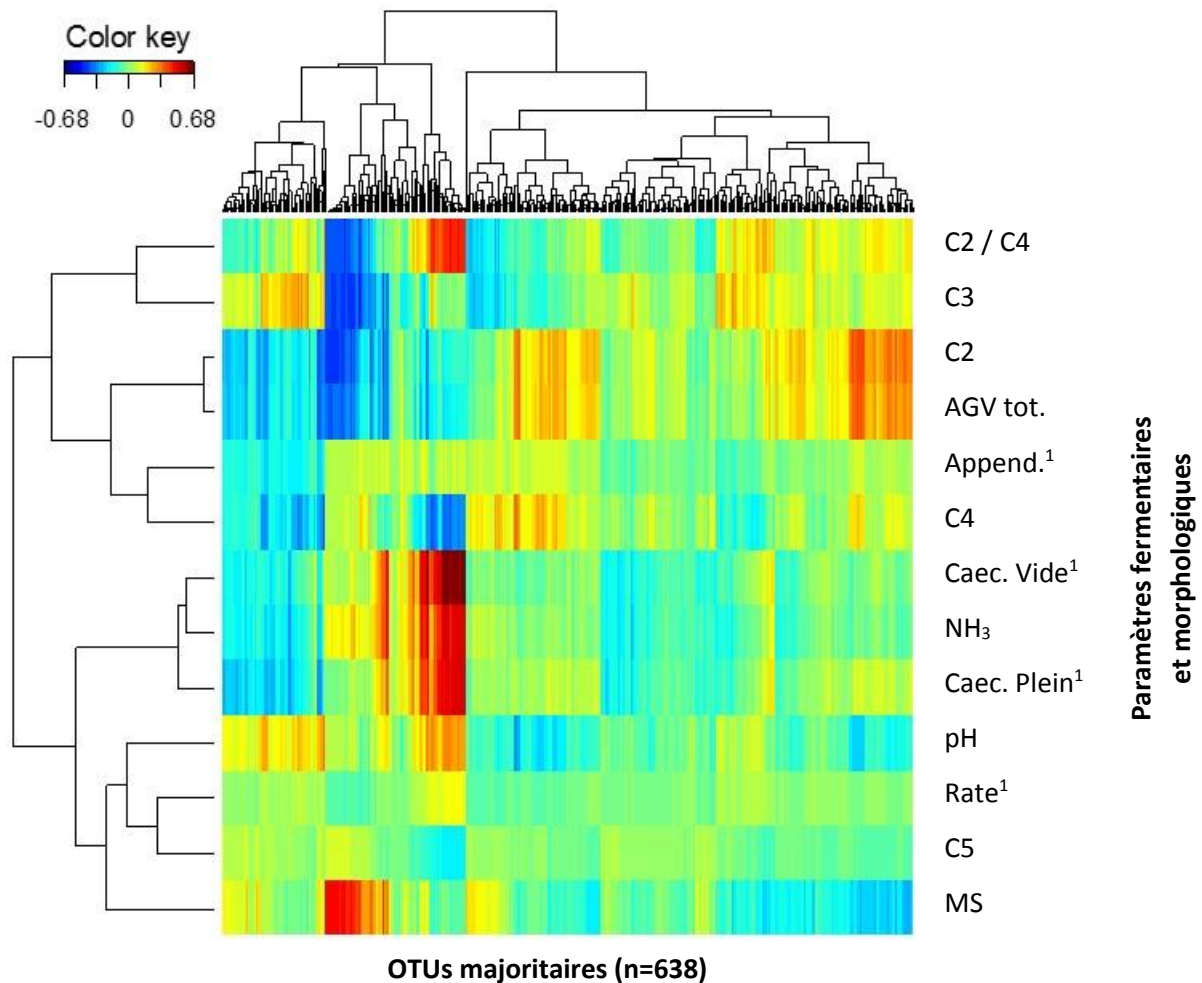 Color key
-0.68 0 0.68
C2 / C4
C3
C2
AGV tot.
Append.¹
C4
Caec. Vide¹
NH₃
Caec. Plein¹
pH
Rate¹
C5
MS
Paramètres fermentaires
et morphologiques
OTUs majoritaires (n=638)